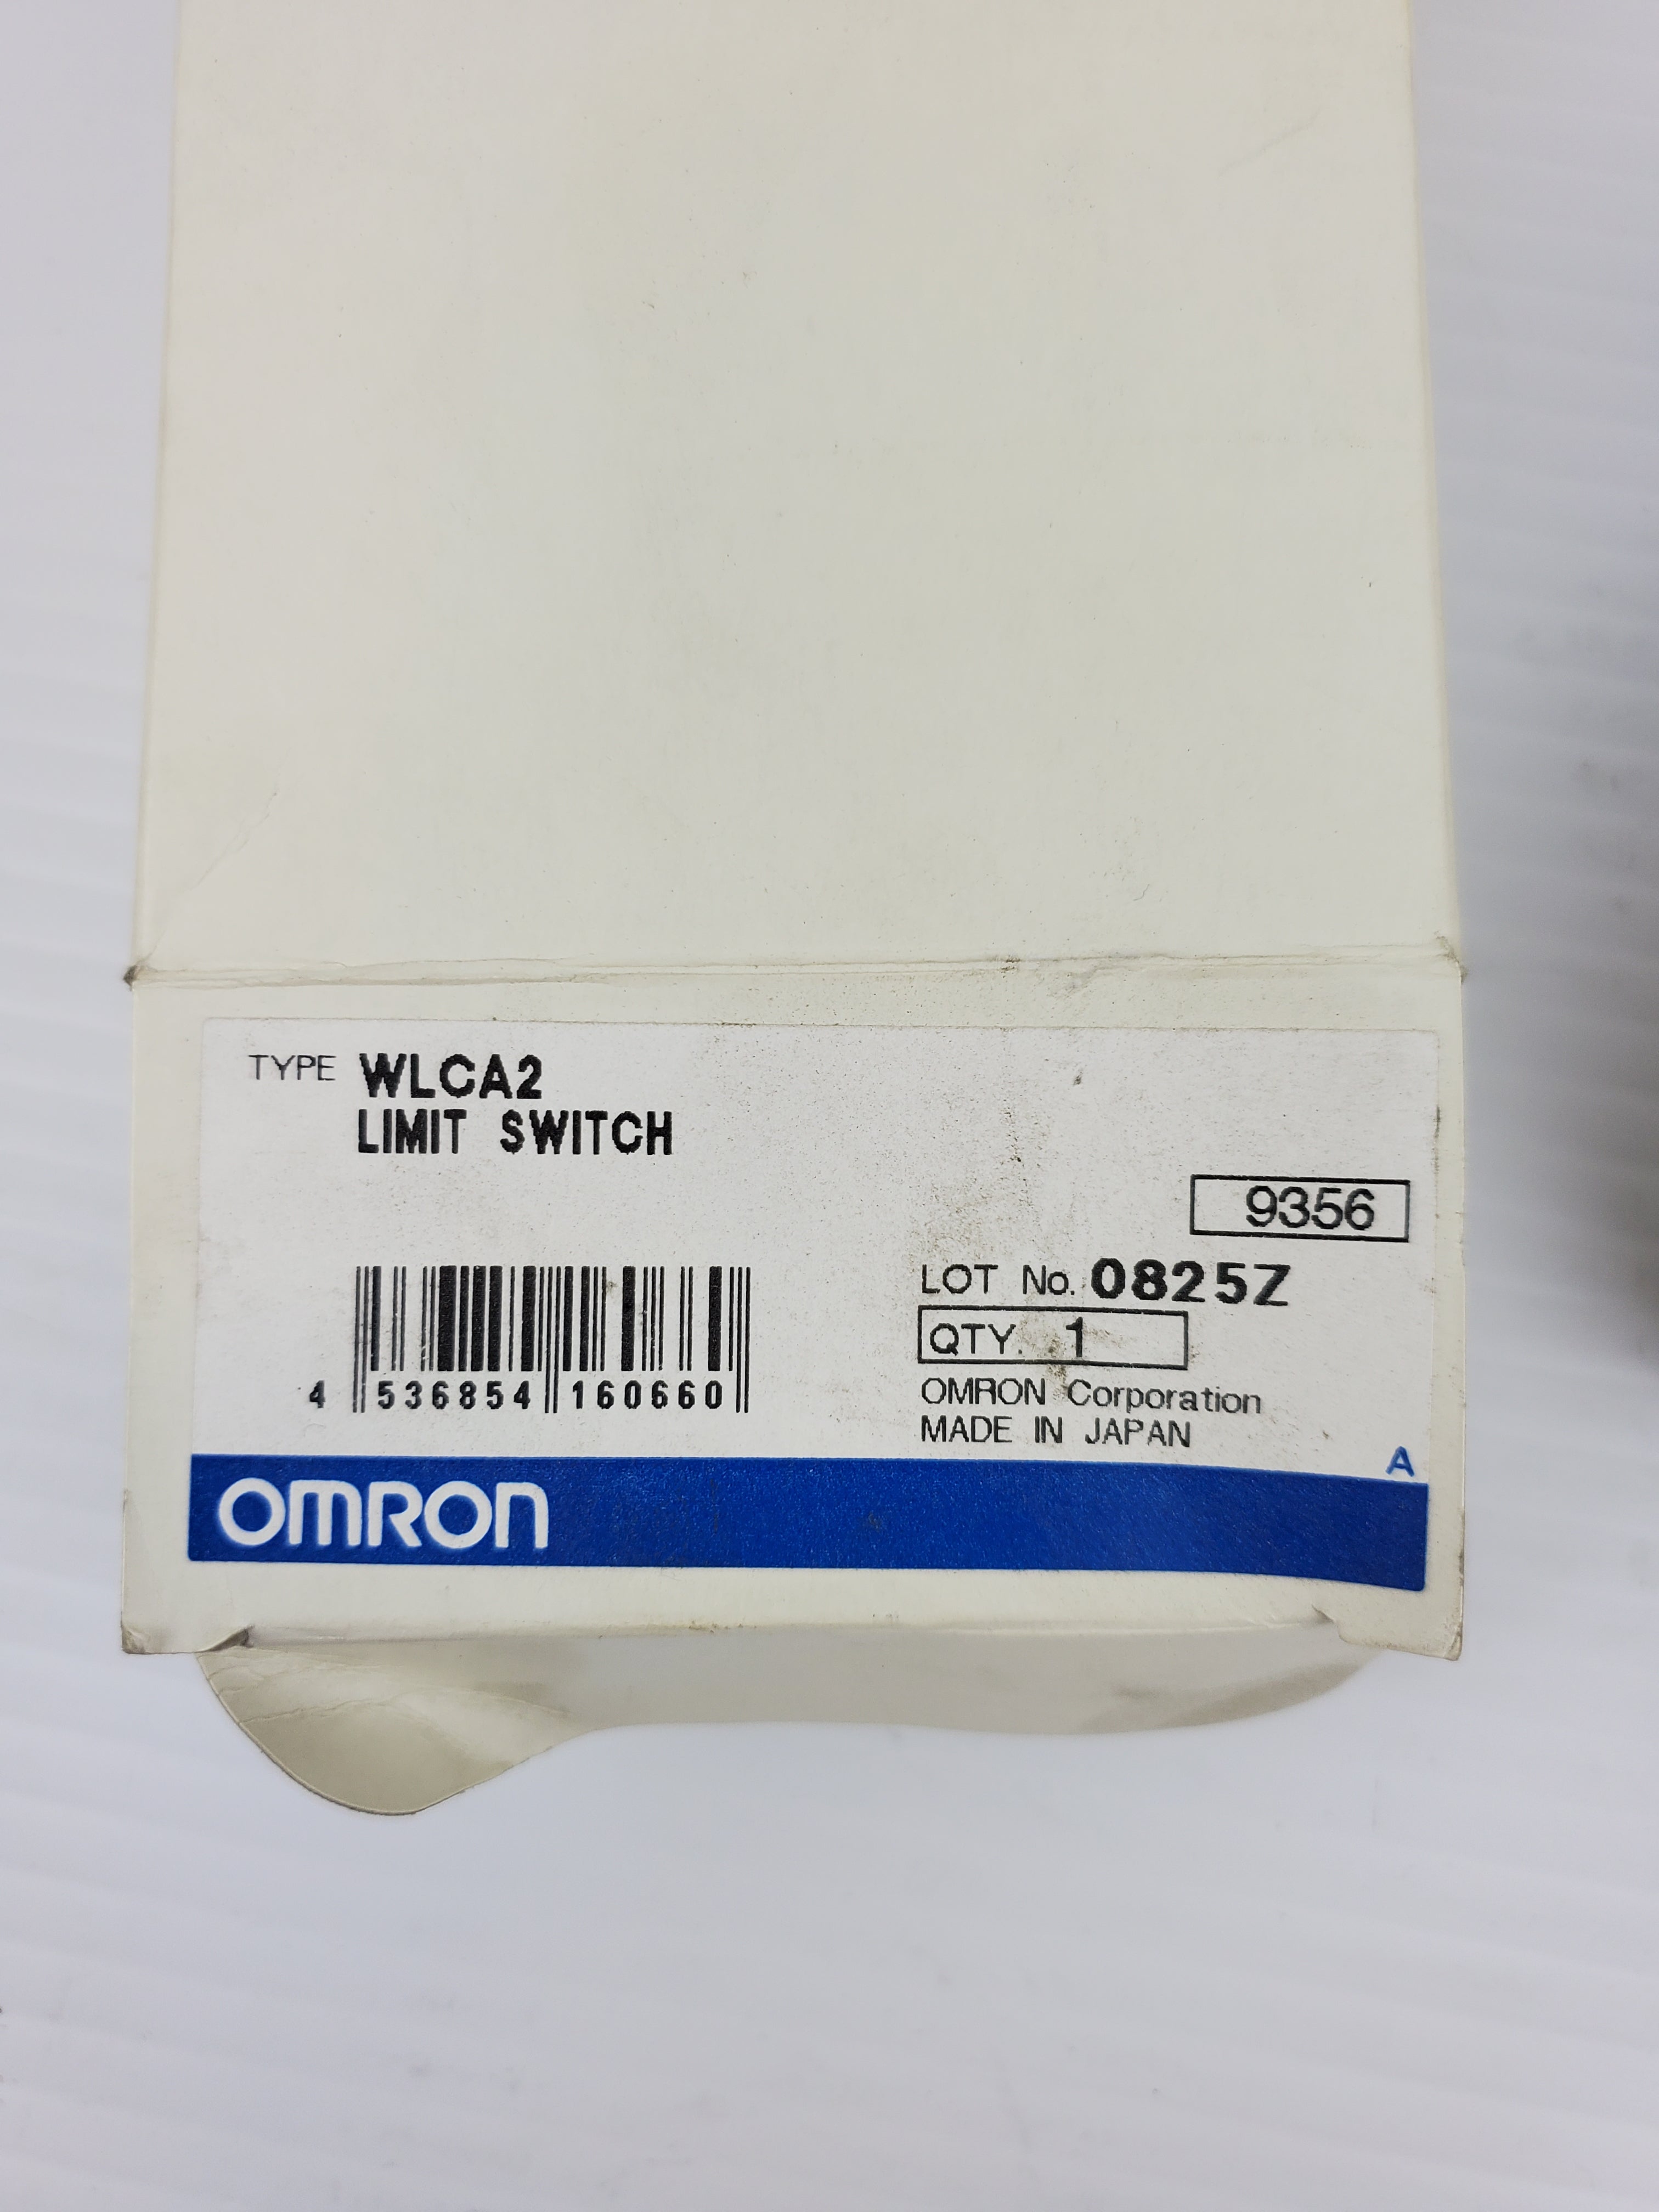 TYPE WLCA2
LIMIT SWITCH
9356
LOT No. 0825Z
QTY. 1
4 536854 160660
OMRON Corporation
MADE IN JAPAN
A
OMRON